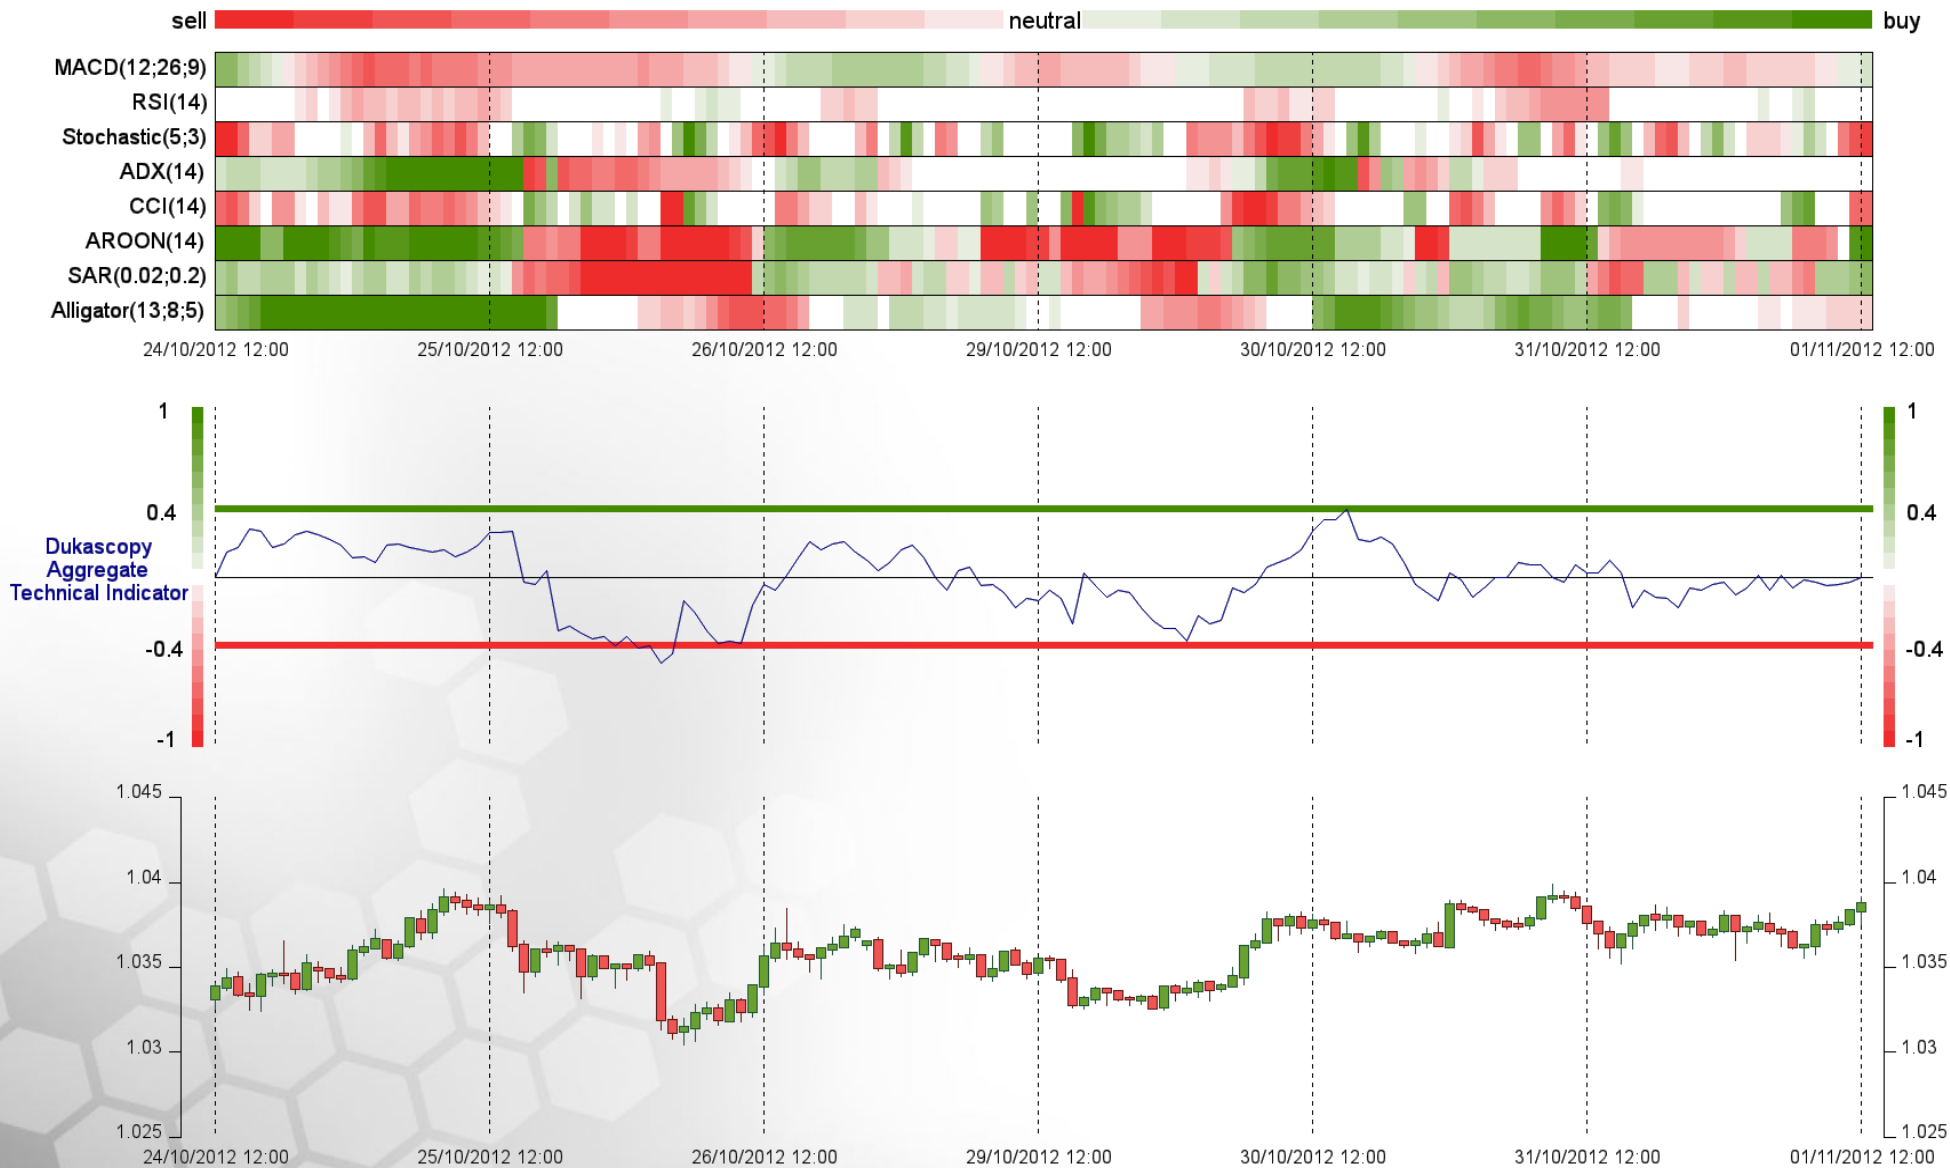 sell neutral buy
MACD(12;26;9)
RSI(14)
Stochastic(5;3)
ADX(14)
CCI(14)
AROON(14)
SAR(0.02;0.2)
Alligator(13;8;5)
24/10/2012 12:00 25/10/2012 12:00 26/10/2012 12:00 29/10/2012 12:00 30/10/2012 12:00 31/10/2012 12:00 01/11/2012 12:00
1 1
0.4 0.4
Dukascopy
Aggregate
Technical Indicator
-0.4 -0.4
-1 -1
1.045 1.045
1.04 1.04
1.035 1.035
1.03 1.03
1.025 1.025
24/10/2012 12:00 25/10/2012 12:00 26/10/2012 12:00 29/10/2012 12:00 30/10/2012 12:00 31/10/2012 12:00 01/11/2012 12:00